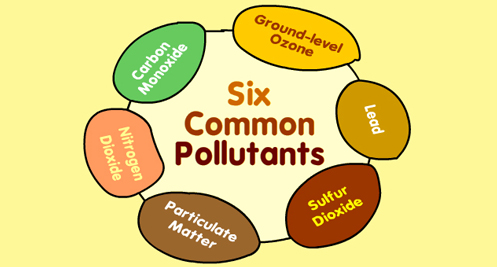 Six
Common
Pollutants
Ground-level
Ozone
Lead
Sulfur
Dioxide
Particulate
Matter
Nitrogen
Dioxide
Carbon
Monoxide